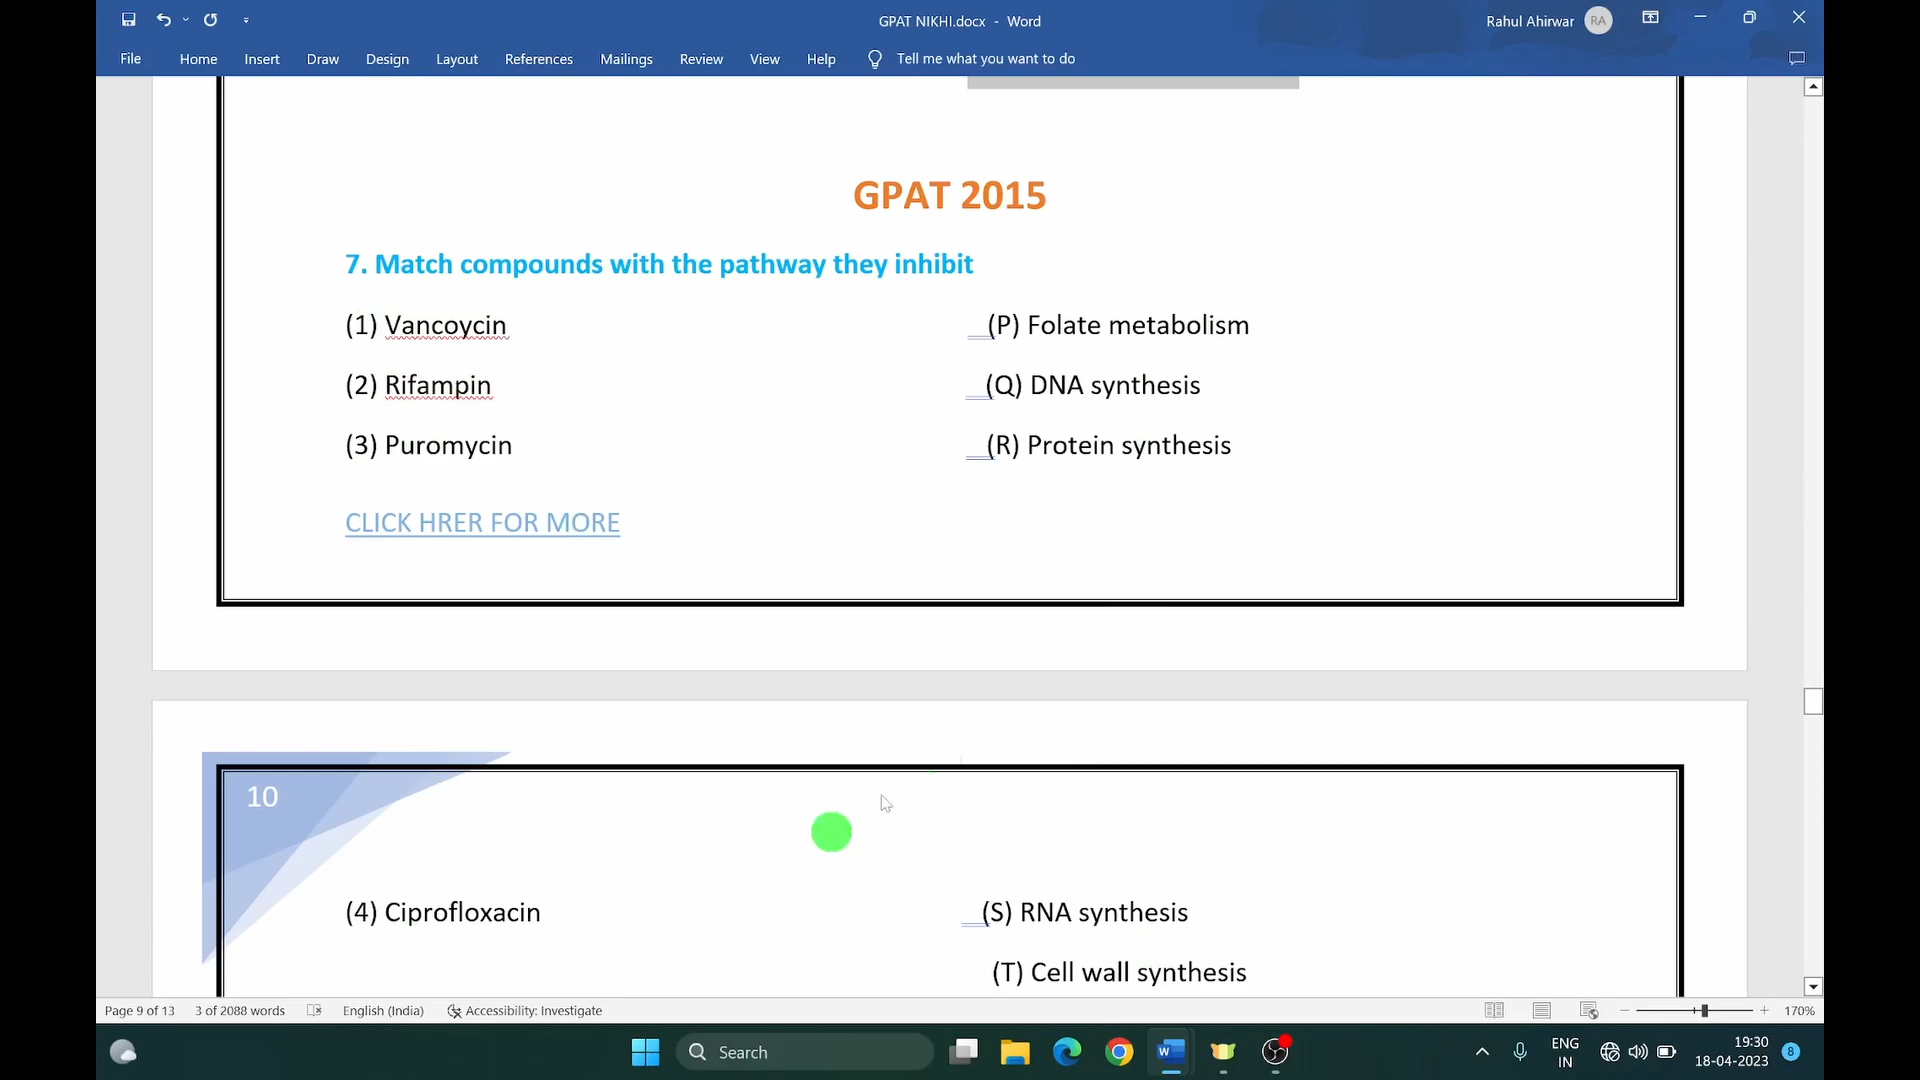 GPAT NIKHI.docx - Word
Rahul Ahirwar RA
File Home Insert Draw Design Layout References Mailings Review View Help Tell me what you want to do
GPAT 2015
7. Match compounds with the pathway they inhibit
(1) Vancoycin (P) Folate metabolism
(2) Rifampin (Q) DNA synthesis
(3) Puromycin (R) Protein synthesis
CLICK HRER FOR MORE
10
(4) Ciprofloxacin (S) RNA synthesis
(T) Cell wall synthesis
Page 9 of 13 3 of 2088 words English (India) Accessibility: Investigate 170%
Search ENG 19:30
IN 18-04-2023 8